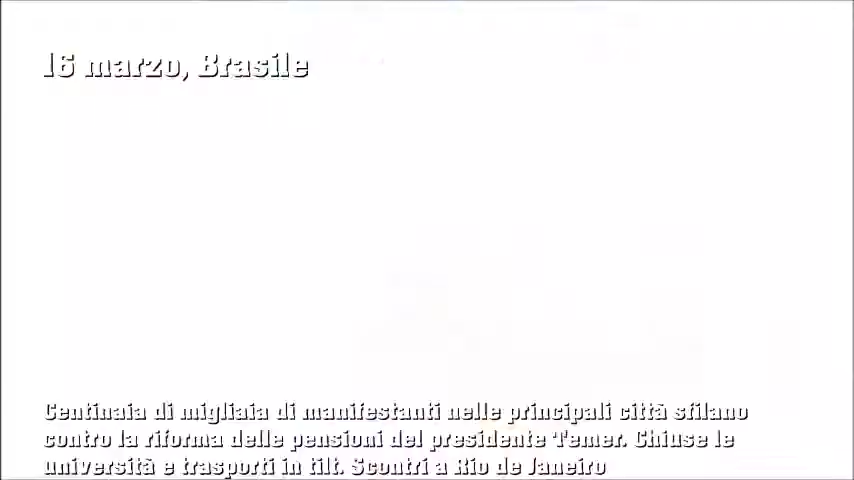 16 marzo, Brasile
Centinaia di migliaia di manifestanti nelle principali città sfilano
contro la riforma delle pensioni del presidente Temer. Chiuse le
università e trasporti in tilt. Scontri a Rio de Janeiro